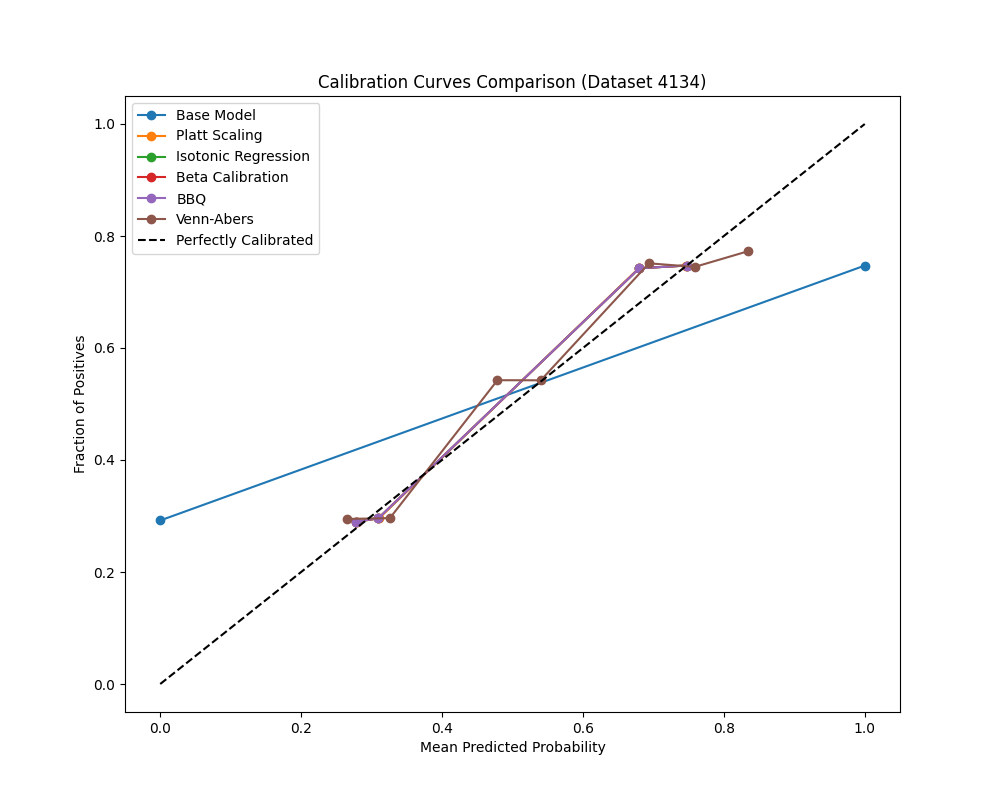 Calibration Curves Comparison (Dataset 4134)
Base Model
Platt Scaling
Isotonic Regression
Beta Calibration
BBQ
Venn-Abers
Perfectly Calibrated
Fraction of Positives
1.0
0.8
0.6
0.4
0.2
0.0
0.0 0.2 0.4 0.6 0.8 1.0
Mean Predicted Probability